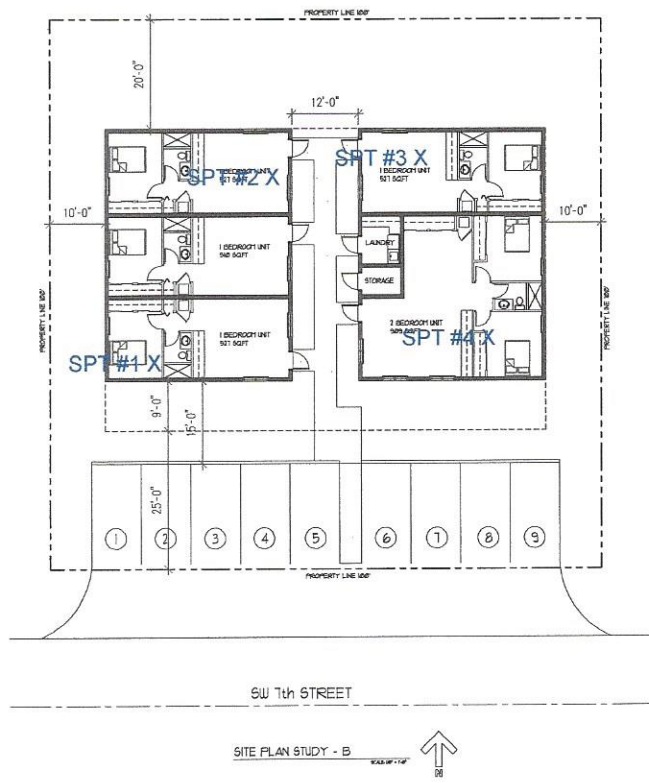 PROPERTY LINE 100'
20'-0"
12'-0"
SPT #2 X
1 BEDROOM UNIT
SPT #3 X
1 BEDROOM UNIT
10'-0"
10'-0"
1 BEDROOM UNIT
LAUNDRY
STORAGE
PROPERTY LINE 100'
PROPERTY LINE 100'
1 BEDROOM UNIT
2 BEDROOM UNIT
SPT #1 X
SPT #4 X
9'-0"
15'-0"
25'-0"
1 2 3 4 5 6 7 8 9
PROPERTY LINE 100'
SW 7th STREET
SITE PLAN STUDY - B